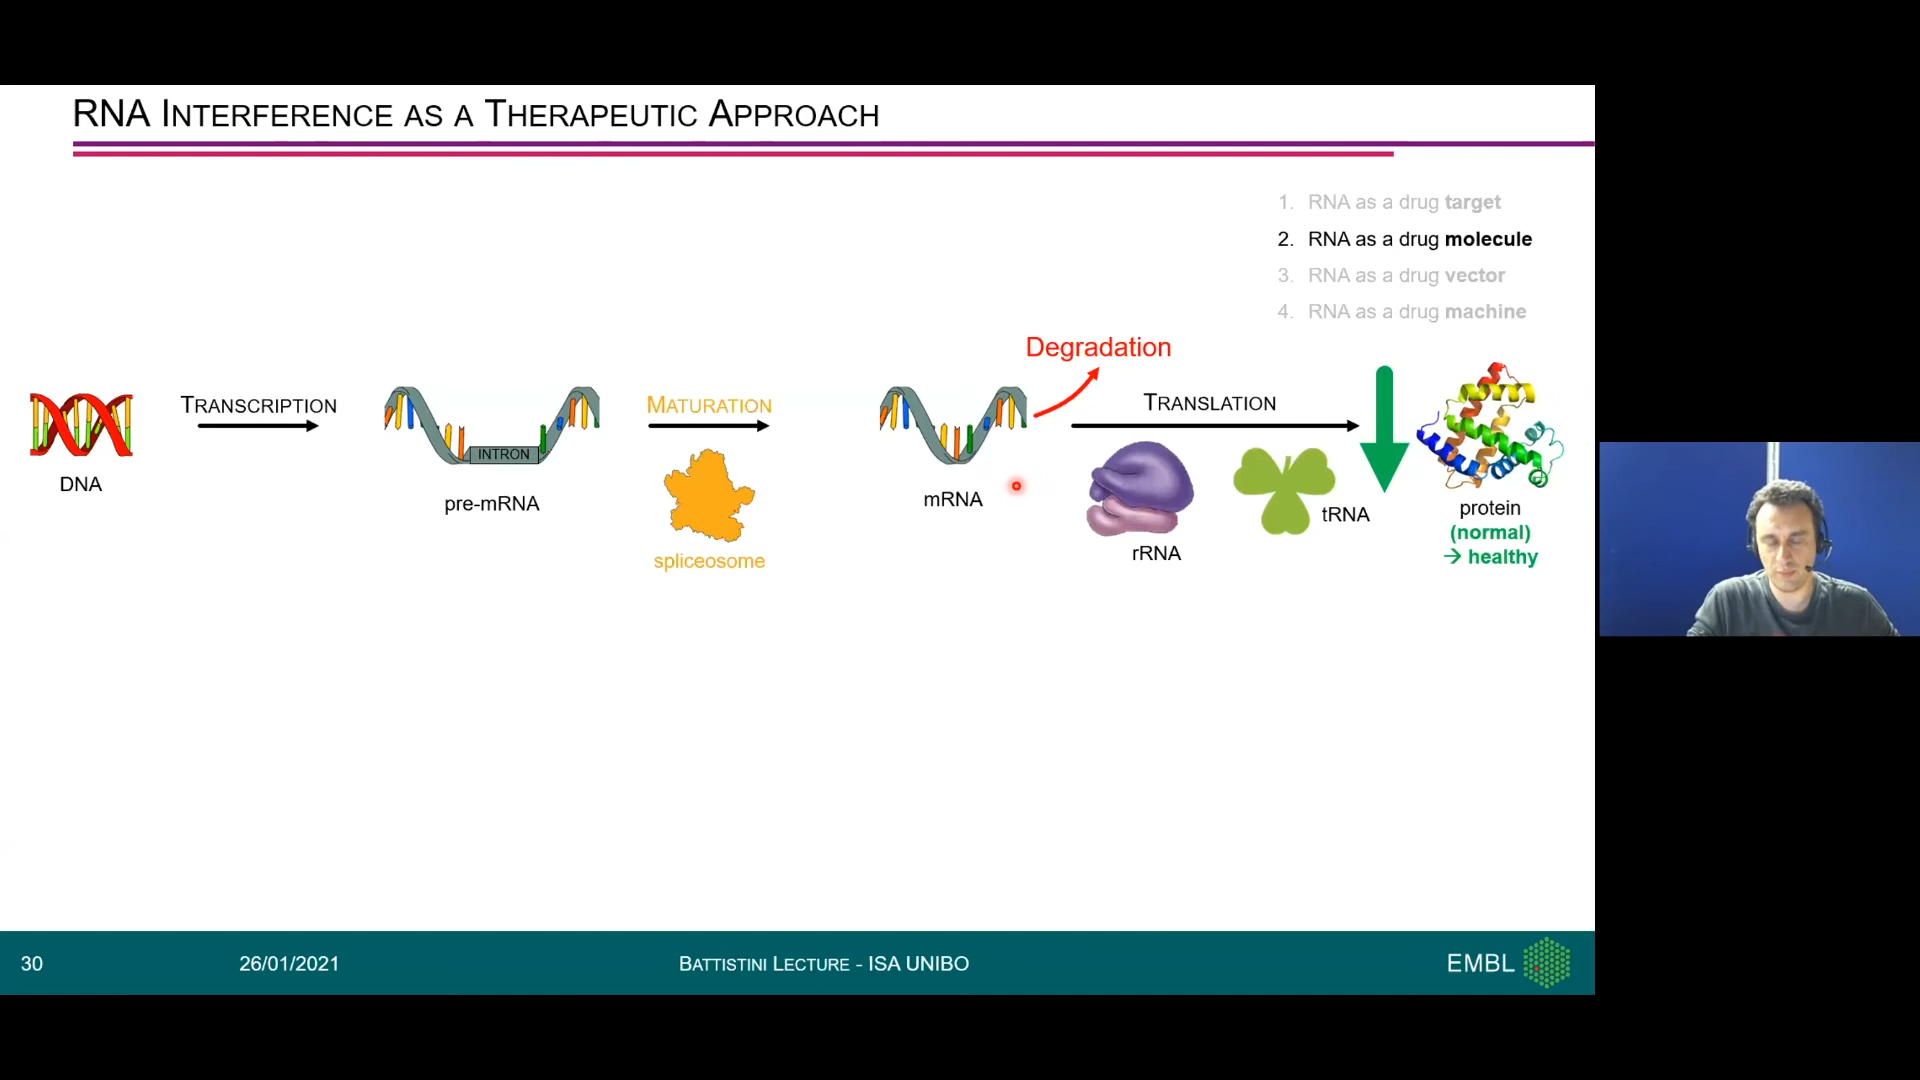 RNA INTERFERENCE AS A THERAPEUTIC APPROACH
1. RNA as a drug target
2. RNA as a drug molecule
3. RNA as a drug vector
4. RNA as a drug machine
Degradation
TRANSCRIPTION
MATURATION
TRANSLATION
INTRON
DNA
pre-mRNA
mRNA
tRNA
protein
(normal)
→ healthy
rRNA
spliceosome
30
26/01/2021
BATTISTINI LECTURE - ISA UNIBO
EMBL